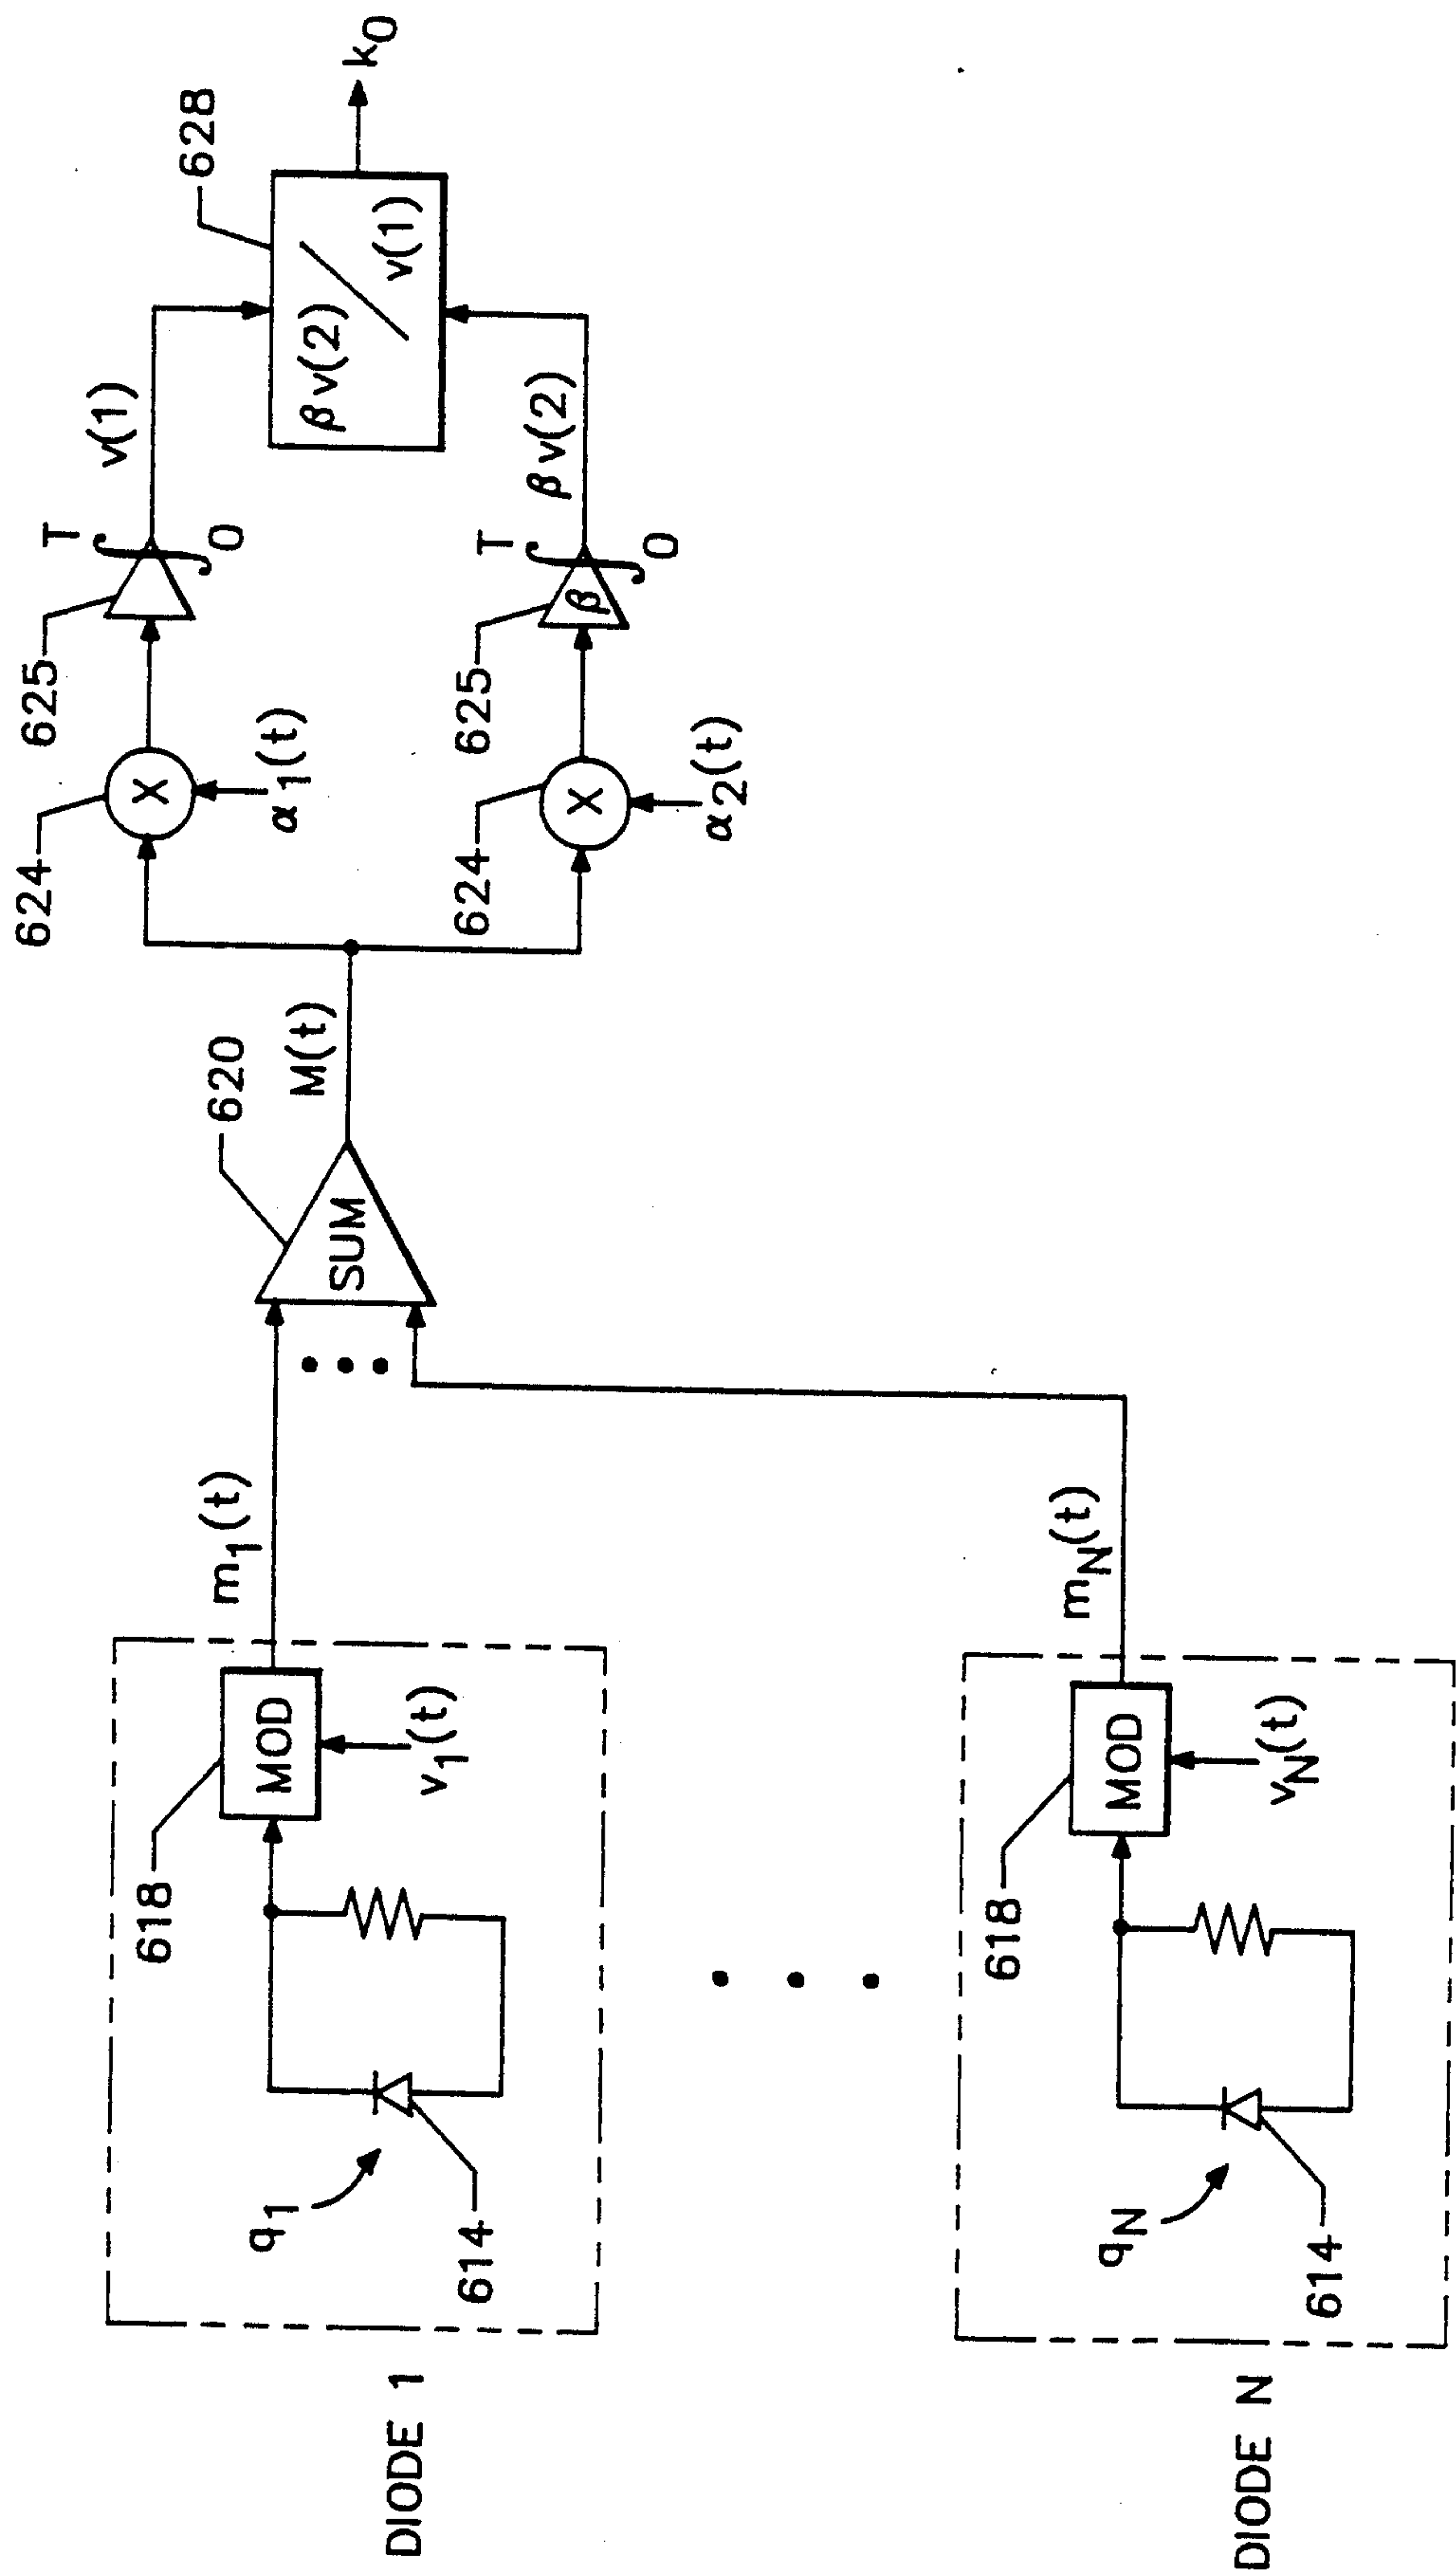 DIODE 1
q1
614
618
MOD
v1(t)
m1(t)
DIODE N
qN
614
618
MOD
vN(t)
mN(t)
SUM
620
M(t)
624
X
α1(t)
625
T
∫
0
v(1)
624
X
α2(t)
625
β
T
∫
0
βv(2)
βv(2) / v(1)
628
k0